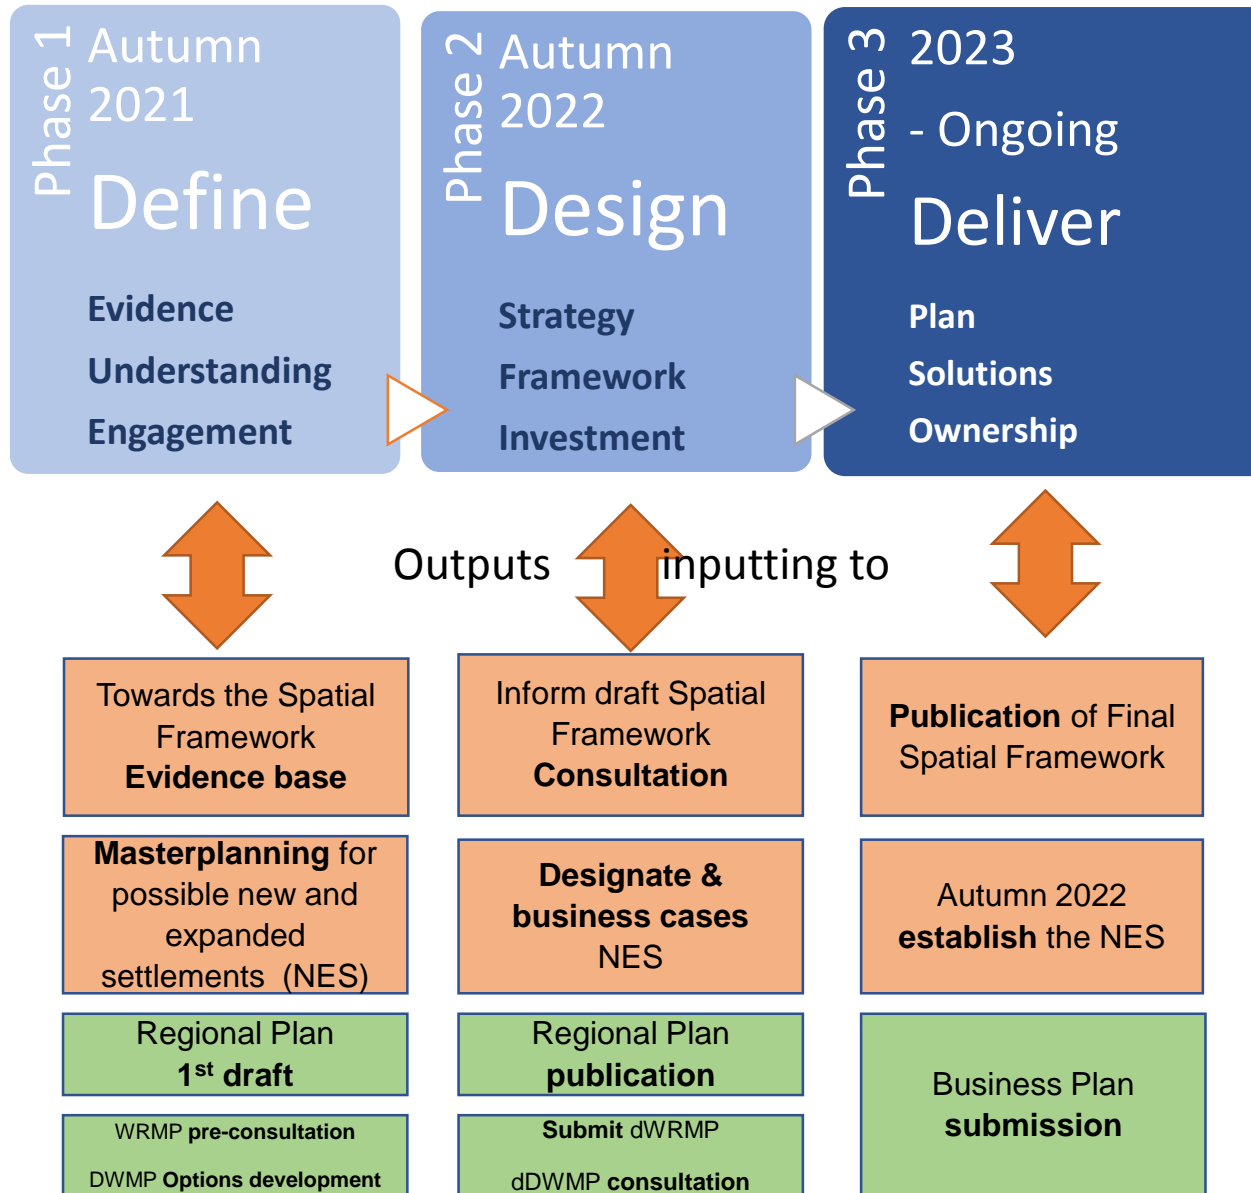 Phase 1
Autumn
2021
Define
Evidence
Understanding
Engagement
Phase 2
Autumn
2022
Design
Strategy
Framework
Investment
Phase 3
2023
- Ongoing
Deliver
Plan
Solutions
Ownership
Outputs inputting to
Towards the Spatial
Framework
Evidence base
Inform draft Spatial
Framework
Consultation
Publication of Final
Spatial Framework
Masterplanning for
possible new and
expanded
settlements (NES)
Designate &
business cases
NES
Autumn 2022
establish the NES
Regional Plan
1st draft
Regional Plan
publication
Business Plan
submission
WRMP pre-consultation
DWMP Options development
Submit dWRMP
dDWMP consultation